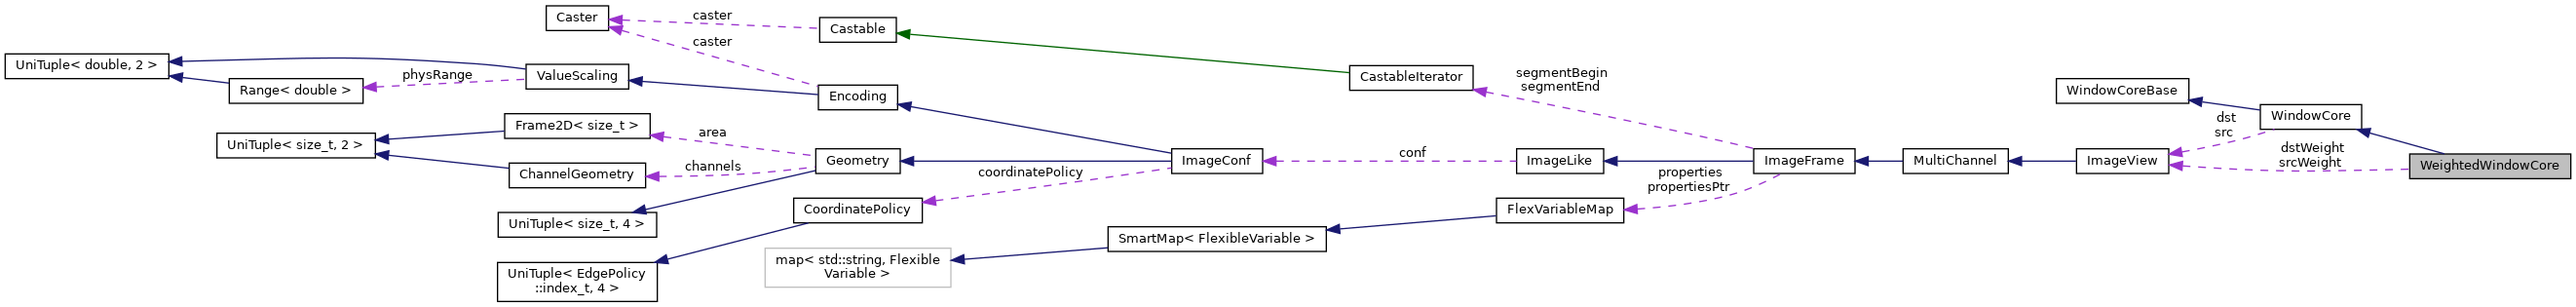 Caster
caster
Castable
caster
UniTuple< double, 2 >
physRange
ValueScaling
Range< double >
Encoding
CastableIterator
segmentBegin
segmentEnd
WindowCoreBase
WindowCore
dst
src
Frame2D< size_t >
area
UniTuple< size_t, 2 >
channels
ChannelGeometry
Geometry
ImageConf
conf
ImageLike
ImageFrame
MultiChannel
ImageView
dstWeight
srcWeight
WeightedWindowCore
coordinatePolicy
properties
propertiesPtr
CoordinatePolicy
FlexVariableMap
UniTuple< size_t, 4 >
SmartMap< FlexibleVariable >
map< std::string, Flexible
Variable >
UniTuple< EdgePolicy
::index_t, 4 >